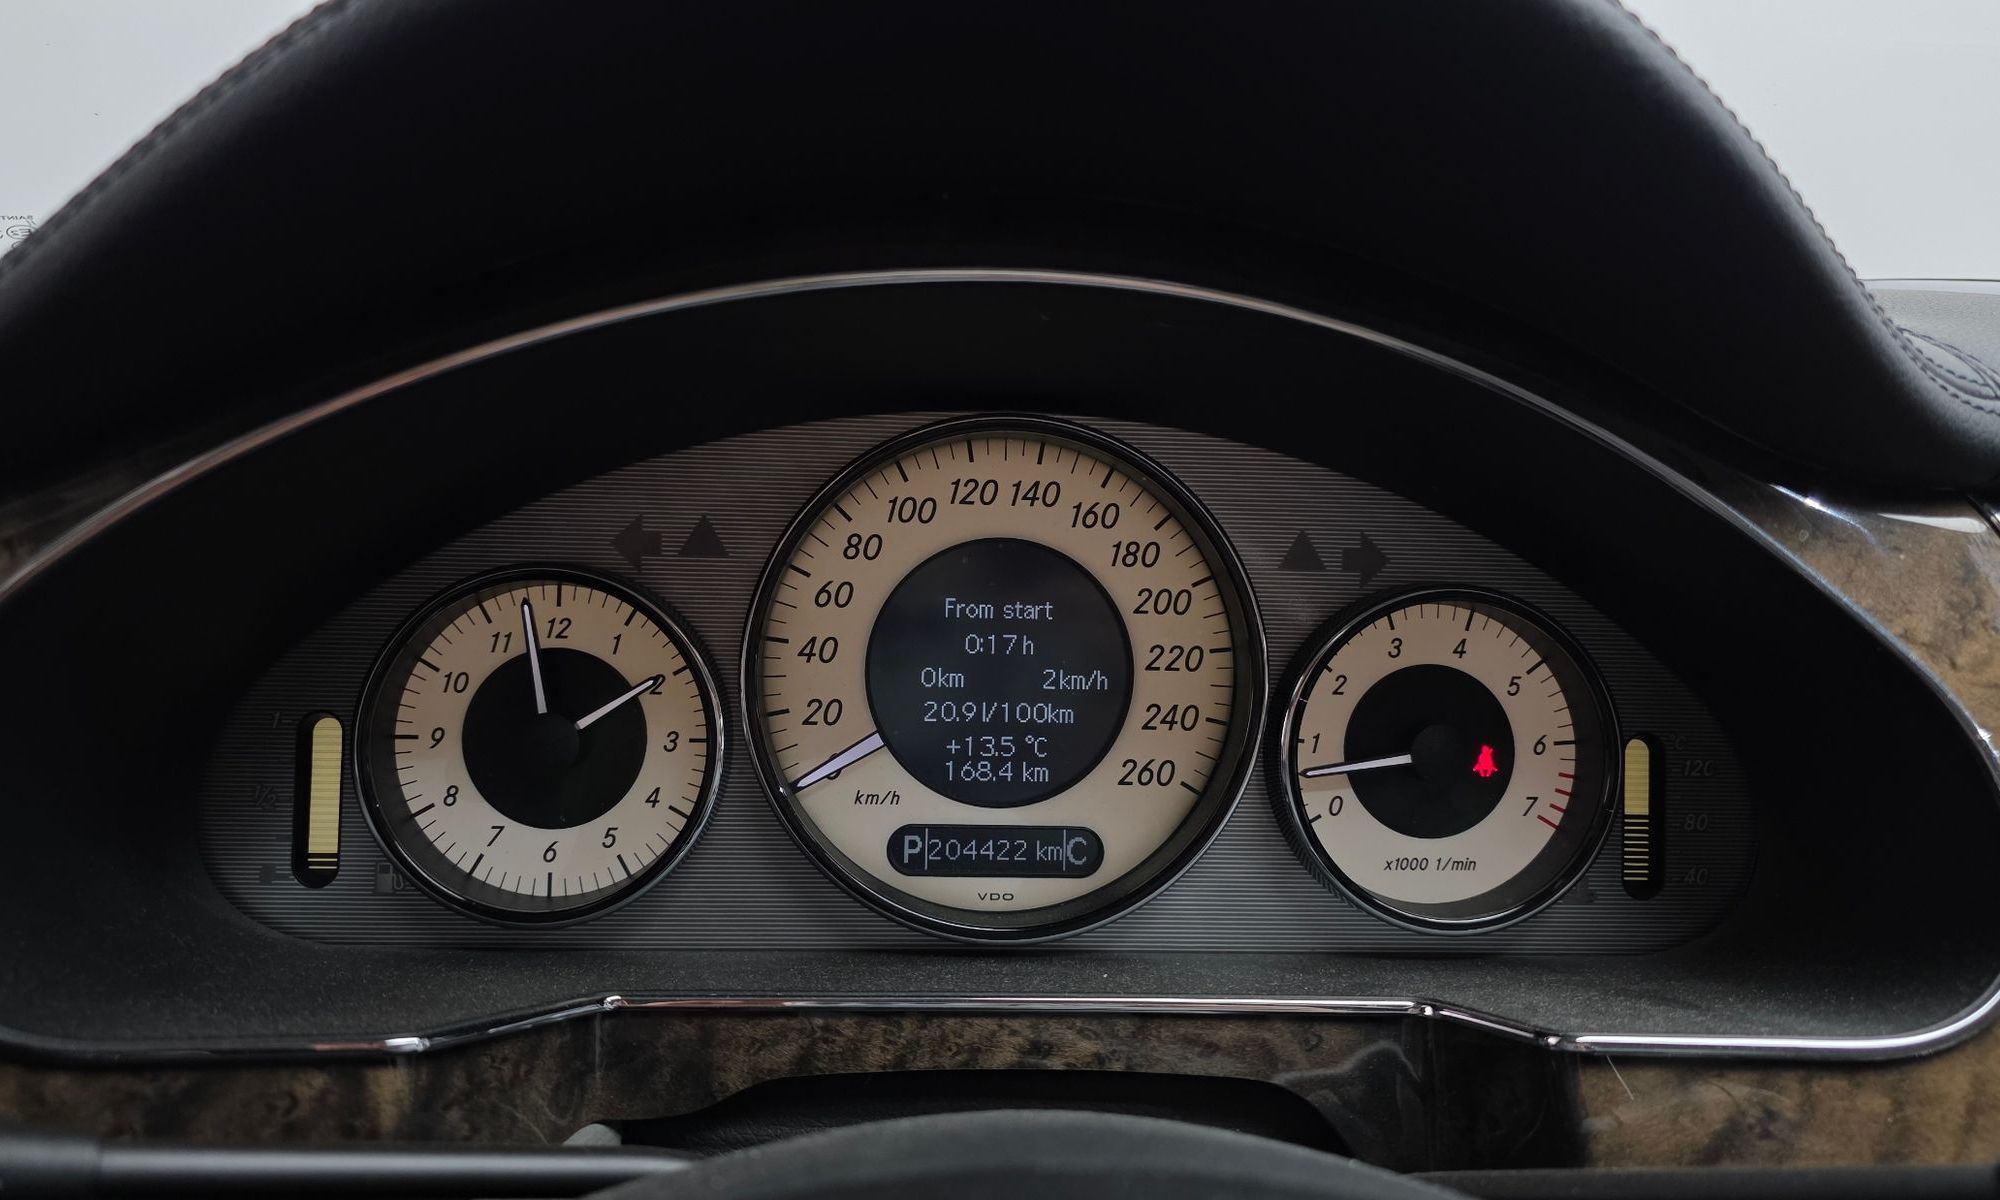 120 140
100 160
80 180
60 200
40 220
20 240
260
km/h
From start
0:17h
0km 2km/h
20.9l/100km
+13.5 °C
168.4 km
P 204422 km C
VDO
12
11 1
10 2
9 3
8 4
7 5
6
1
1/2
3 4
2 5
1 6
0 7
x1000 1/min
120
80
40